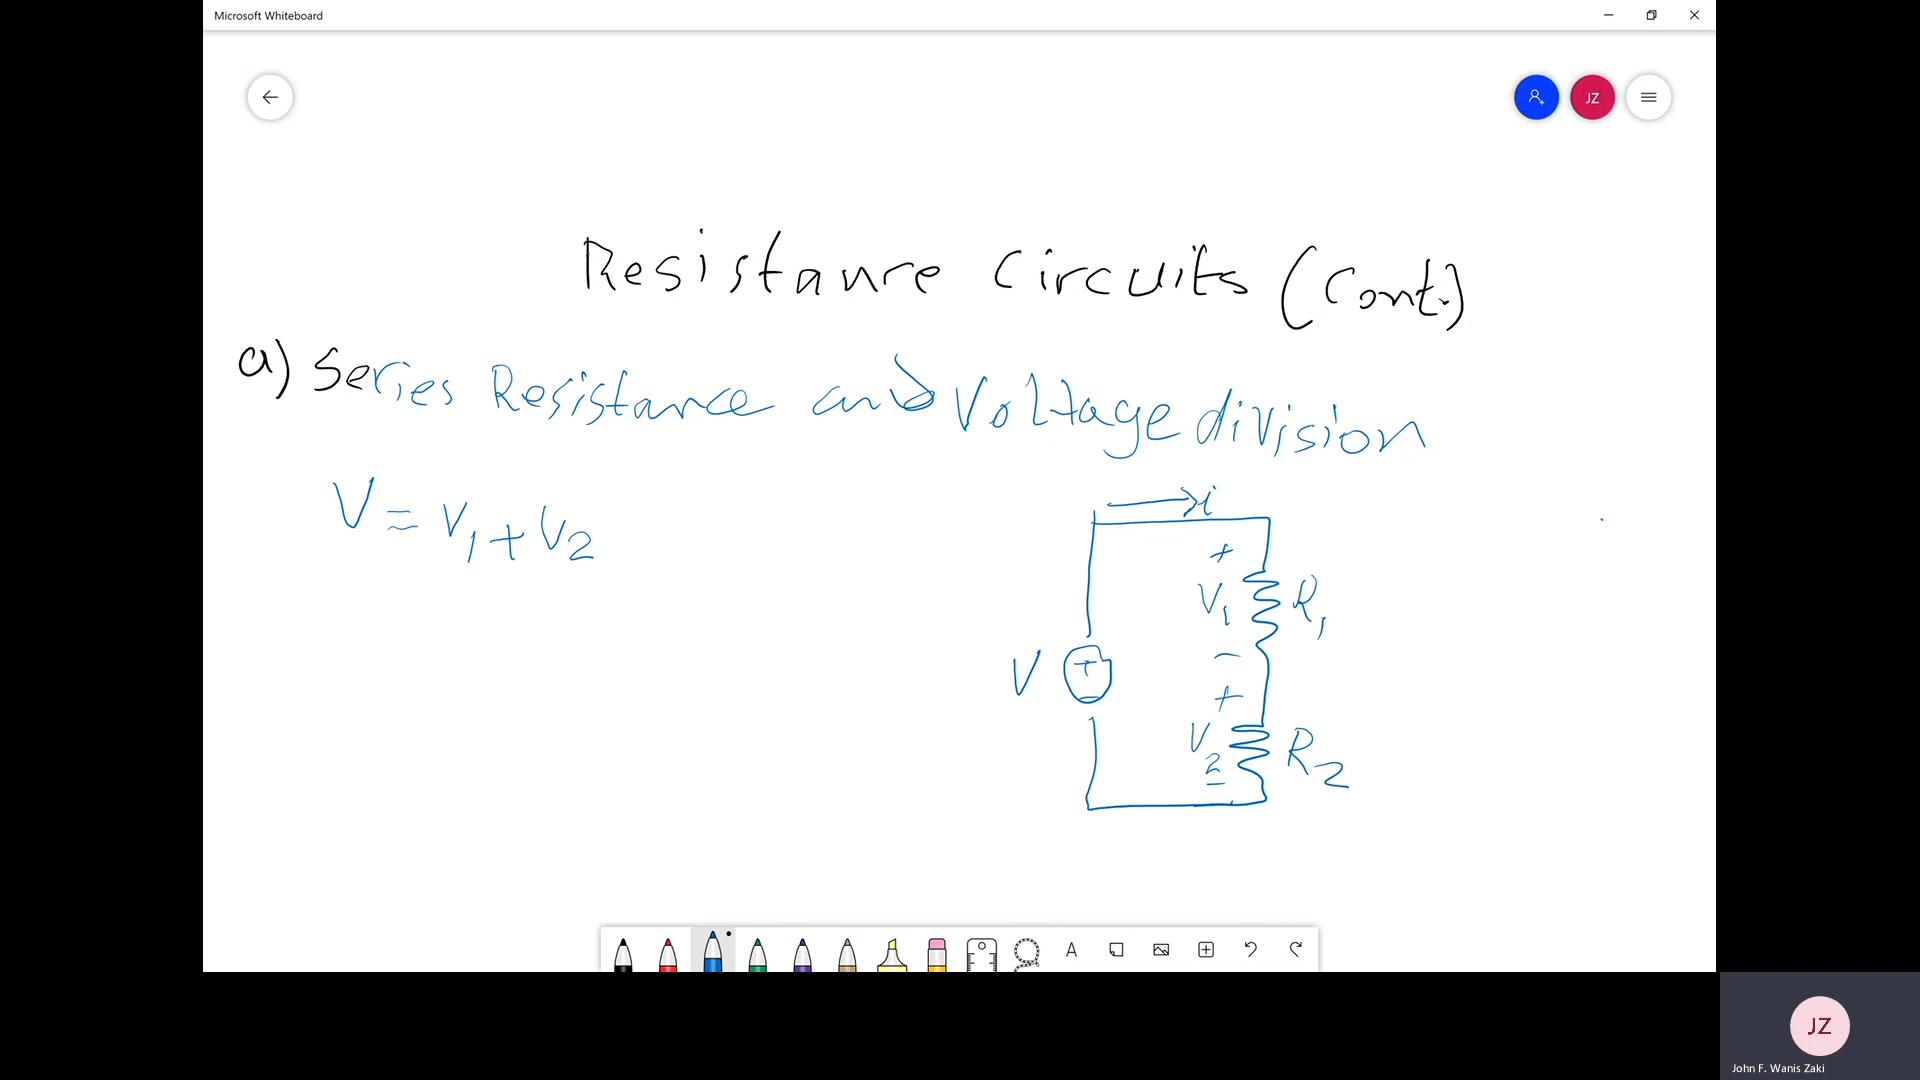 Microsoft Whiteboard
JZ
Resistance Circuits (Cont.)
a) Series Resistance and Voltage division
V = V1 + V2
i
+
V1
R1
-
V
+
-
+
V2
R2
-
A
JZ
John F. Wanis Zaki